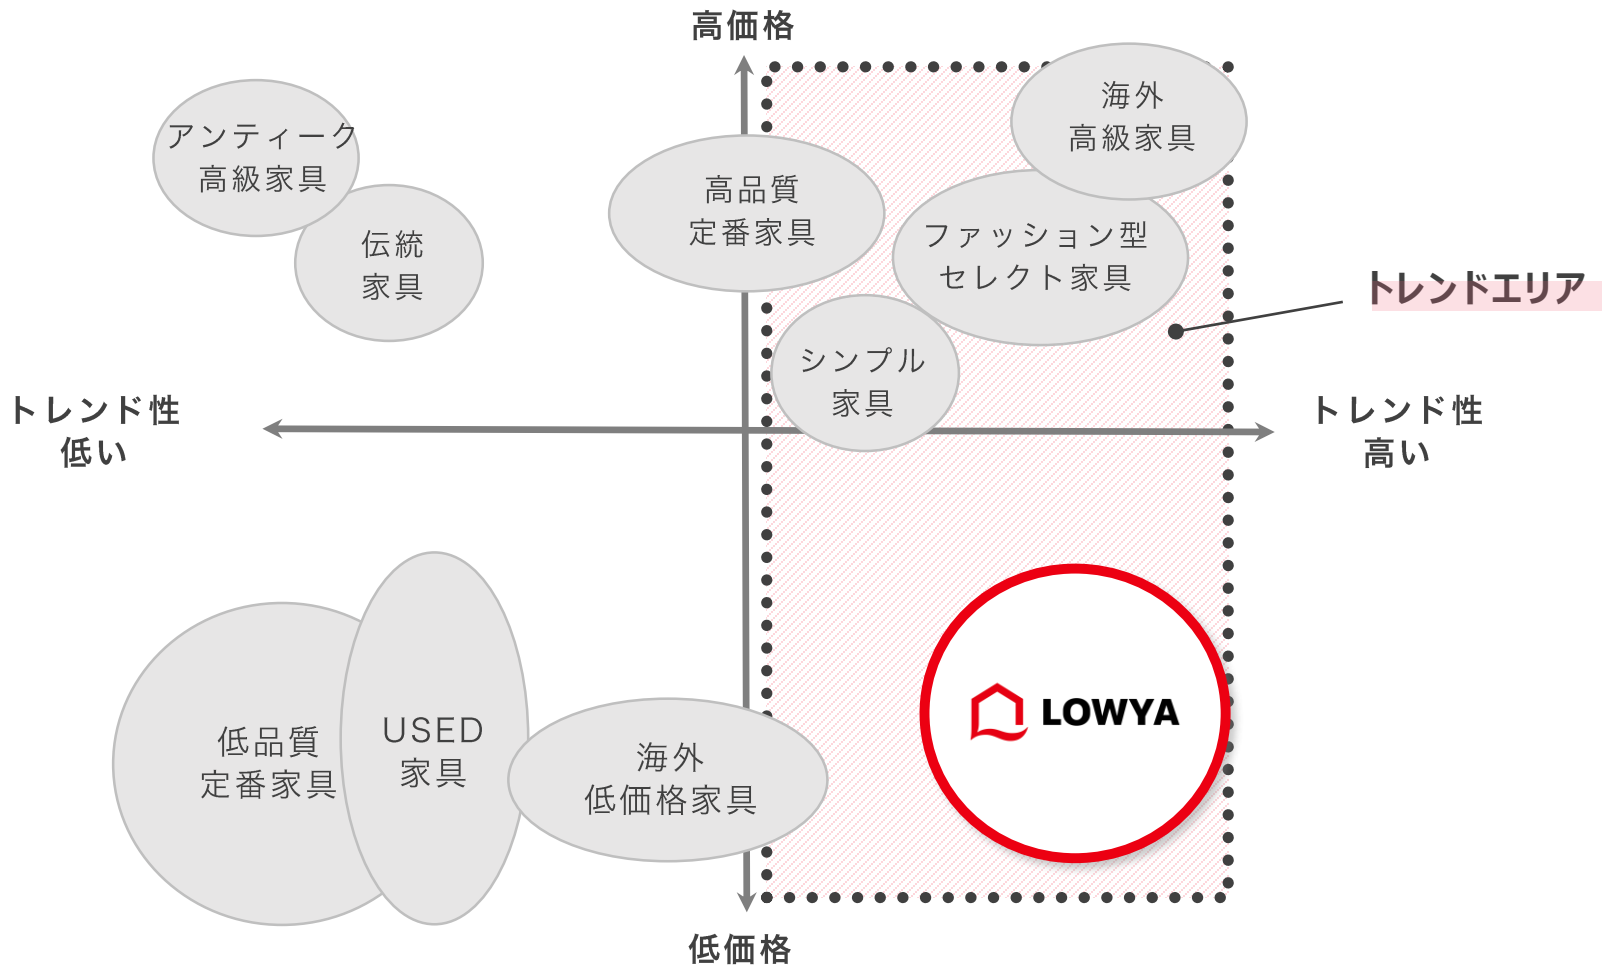 高価格
アンティーク
高級家具
伝統
家具
高品質
定番家具
海外
高級家具
ファッション型
セレクト家具
シンプル
家具
トレンドエリア
トレンド性
低い
トレンド性
高い
低品質
定番家具
USED
家具
海外
低価格家具
LOWYA
低価格